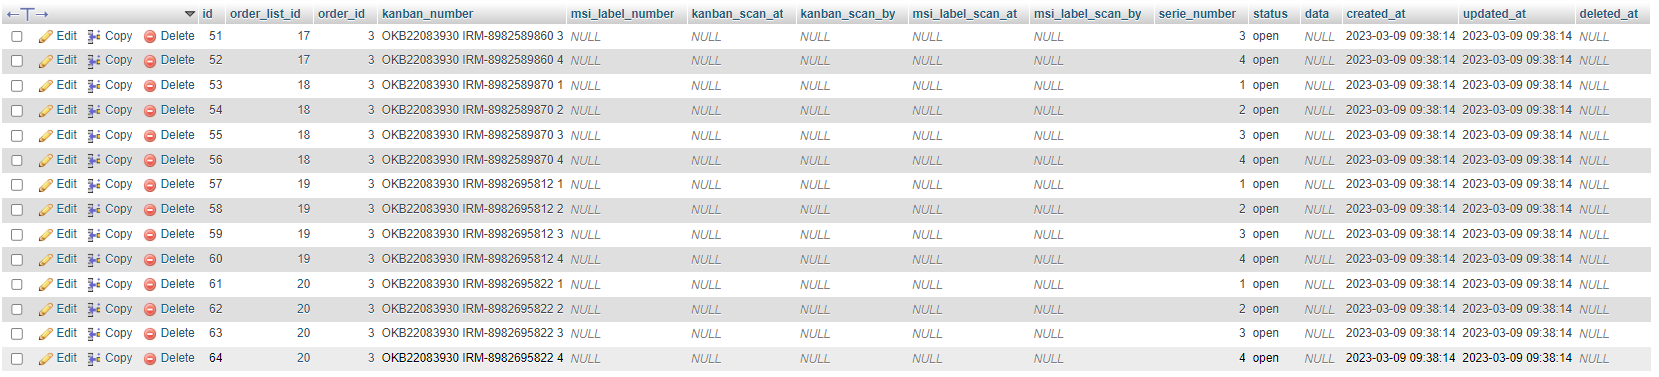 ←T→ id order_list_id order_id kanban_number msi_label_number kanban_scan_at kanban_scan_by msi_label_scan_at msi_label_scan_by serie_number status data created_at updated_at deleted_at
Edit Copy Delete 51 17 3 OKB22083930 IRM-8982589860 3 NULL NULL NULL NULL NULL 3 open NULL 2023-03-09 09:38:14 2023-03-09 09:38:14 NULL
Edit Copy Delete 52 17 3 OKB22083930 IRM-8982589860 4 NULL NULL NULL NULL NULL 4 open NULL 2023-03-09 09:38:14 2023-03-09 09:38:14 NULL
Edit Copy Delete 53 18 3 OKB22083930 IRM-8982589870 1 NULL NULL NULL NULL NULL 1 open NULL 2023-03-09 09:38:14 2023-03-09 09:38:14 NULL
Edit Copy Delete 54 18 3 OKB22083930 IRM-8982589870 2 NULL NULL NULL NULL NULL 2 open NULL 2023-03-09 09:38:14 2023-03-09 09:38:14 NULL
Edit Copy Delete 55 18 3 OKB22083930 IRM-8982589870 3 NULL NULL NULL NULL NULL 3 open NULL 2023-03-09 09:38:14 2023-03-09 09:38:14 NULL
Edit Copy Delete 56 18 3 OKB22083930 IRM-8982589870 4 NULL NULL NULL NULL NULL 4 open NULL 2023-03-09 09:38:14 2023-03-09 09:38:14 NULL
Edit Copy Delete 57 19 3 OKB22083930 IRM-8982695812 1 NULL NULL NULL NULL NULL 1 open NULL 2023-03-09 09:38:14 2023-03-09 09:38:14 NULL
Edit Copy Delete 58 19 3 OKB22083930 IRM-8982695812 2 NULL NULL NULL NULL NULL 2 open NULL 2023-03-09 09:38:14 2023-03-09 09:38:14 NULL
Edit Copy Delete 59 19 3 OKB22083930 IRM-8982695812 3 NULL NULL NULL NULL NULL 3 open NULL 2023-03-09 09:38:14 2023-03-09 09:38:14 NULL
Edit Copy Delete 60 19 3 OKB22083930 IRM-8982695812 4 NULL NULL NULL NULL NULL 4 open NULL 2023-03-09 09:38:14 2023-03-09 09:38:14 NULL
Edit Copy Delete 61 20 3 OKB22083930 IRM-8982695822 1 NULL NULL NULL NULL NULL 1 open NULL 2023-03-09 09:38:14 2023-03-09 09:38:14 NULL
Edit Copy Delete 62 20 3 OKB22083930 IRM-8982695822 2 NULL NULL NULL NULL NULL 2 open NULL 2023-03-09 09:38:14 2023-03-09 09:38:14 NULL
Edit Copy Delete 63 20 3 OKB22083930 IRM-8982695822 3 NULL NULL NULL NULL NULL 3 open NULL 2023-03-09 09:38:14 2023-03-09 09:38:14 NULL
Edit Copy Delete 64 20 3 OKB22083930 IRM-8982695822 4 NULL NULL NULL NULL NULL 4 open NULL 2023-03-09 09:38:14 2023-03-09 09:38:14 NULL